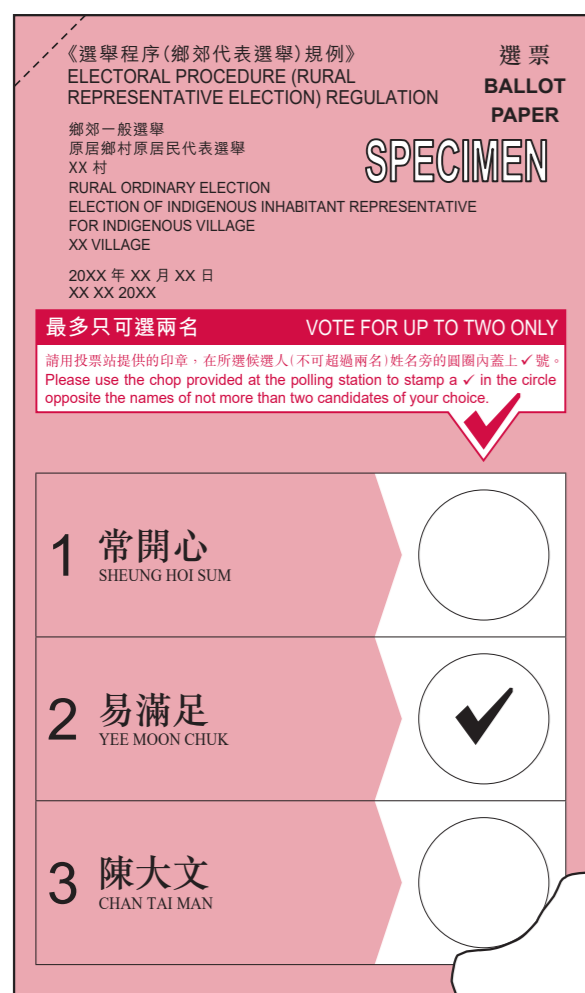 《選舉程序(鄉郊代表選舉)規例》
ELECTORAL PROCEDURE (RURAL
REPRESENTATIVE ELECTION) REGULATION
選票
BALLOT
PAPER
SPECIMEN
鄉郊一般選舉
原居鄉村原居民代表選舉
XX 村
RURAL ORDINARY ELECTION
ELECTION OF INDIGENOUS INHABITANT REPRESENTATIVE
FOR INDIGENOUS VILLAGE
XX VILLAGE
20XX 年 XX 月 XX 日
XX XX 20XX
最多只可選兩名 VOTE FOR UP TO TWO ONLY
請用投票站提供的印章，在所選候選人(不可超過兩名)姓名旁的圓圈內蓋上✓號。
Please use the chop provided at the polling station to stamp a ✓ in the circle
opposite the names of not more than two candidates of your choice.
1 常開心
SHEUNG HOI SUM
2 易滿足
YEE MOON CHUK
3 陳大文
CHAN TAI MAN